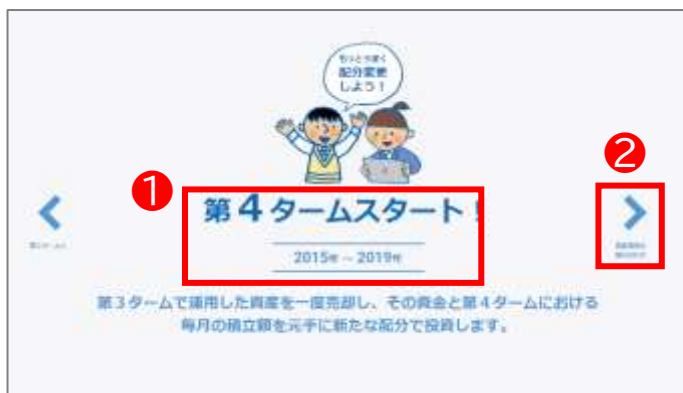 もっとうまく
配分変更
しよう！
❶
❷
第４タームスタート！
2015年～2019年
第３タームで運用した資産を一度売却し、その資金と第４タームにおける
毎月の積立額を元手に新たな配分で投資します。